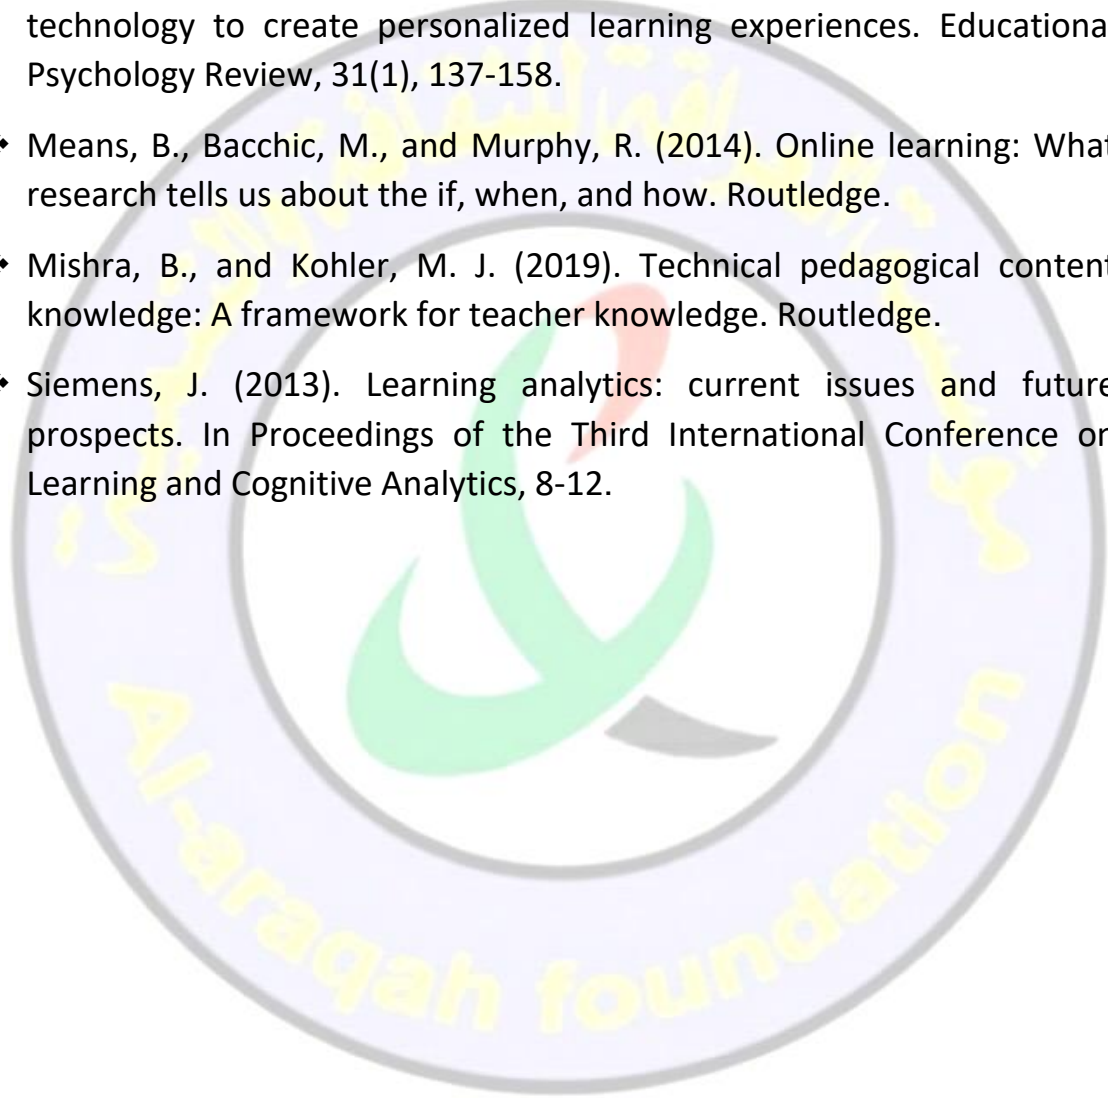 technology to create personalized learning experiences. Educationa
Psychology Review, 31(1), 137-158.
Means, B., Bacchic, M., and Murphy, R. (2014). Online learning: What
research tells us about the if, when, and how. Routledge.
Mishra, B., and Kohler, M. J. (2019). Technical pedagogical content
knowledge: A framework for teacher knowledge. Routledge.
Siemens, J. (2013). Learning analytics: current issues and future
prospects. In Proceedings of the Third International Conference or
Learning and Cognitive Analytics, 8-12.
Al-araqah foundation